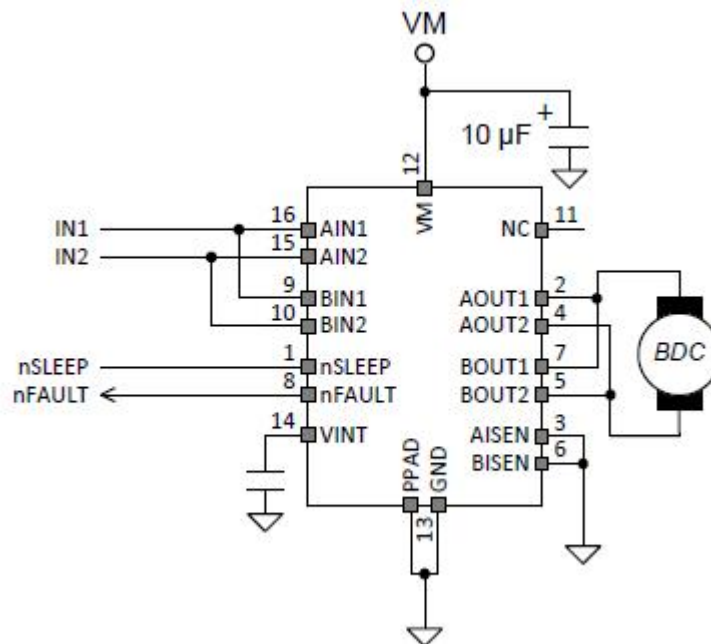 VM
10 µF
+
12
VM
IN1
16
AIN1
NC
11
IN2
15
AIN2
9
BIN1
AOUT1
2
10
BIN2
AOUT2
4
nSLEEP
1
nSLEEP
BOUT1
7
BDC
nFAULT
8
nFAULT
BOUT2
5
14
VINT
AISEN
3
BISEN
6
PPAD
GND
13